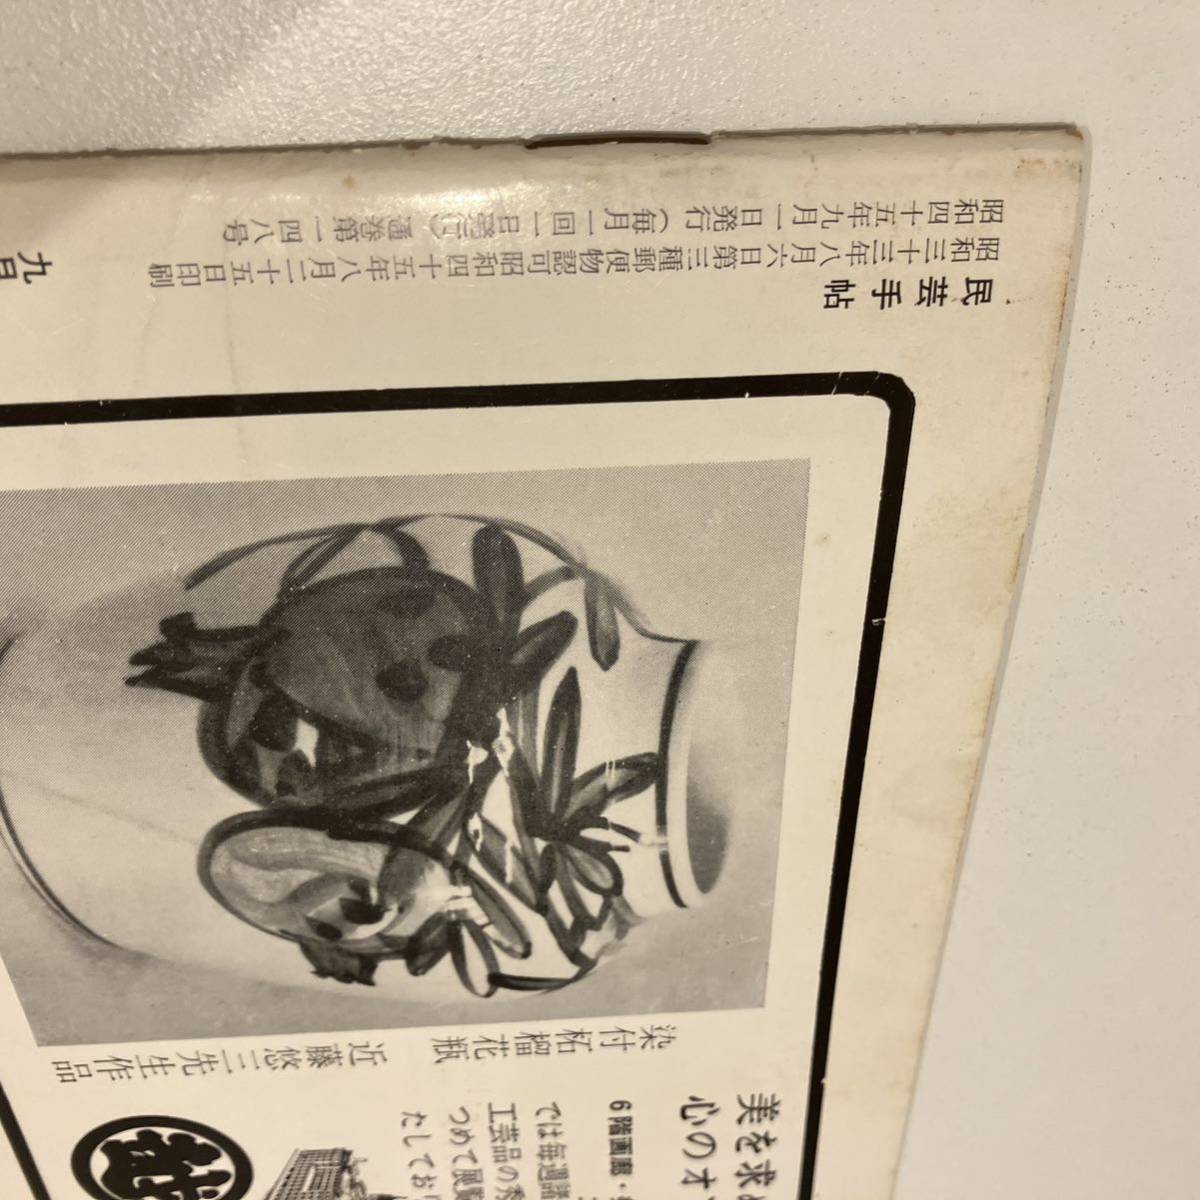 昭和四十五年九月一日発行(毎月一回一日発行)通巻第一四八号
昭和三十三年八月六日第三種郵便物認可昭和四十五年八月二十五日印刷
民芸手帖
九月
染付柘榴花瓶 近藤悠三先生作品
美を求
心のオ
6階画廊・
では毎週諸
工芸品の秀
つめて展
たしてお